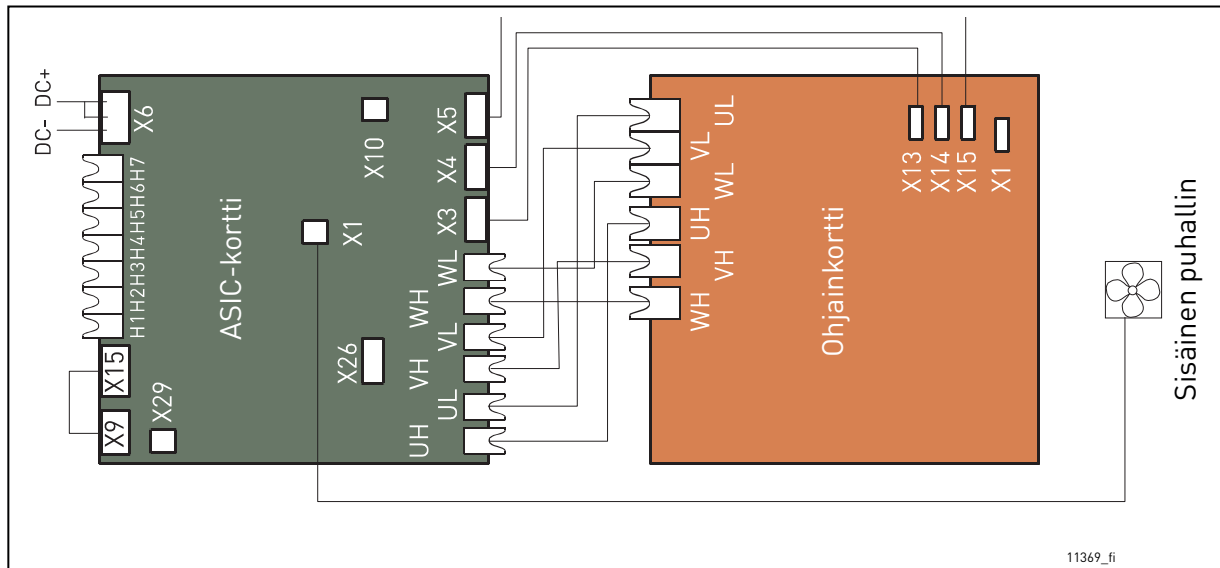 DC- DC+
X6
H1H2H3H4H5H6H7
X15
X9
X29
ASIC-kortti
X10
X1
X26
X5
X4
X3
WL
WH
VL
VH
UL
UH
UL
VL
WL
UH
VH
WH
X13
X14
X15
X1
Ohjainkortti
Sisäinen puhallin
11369_fi